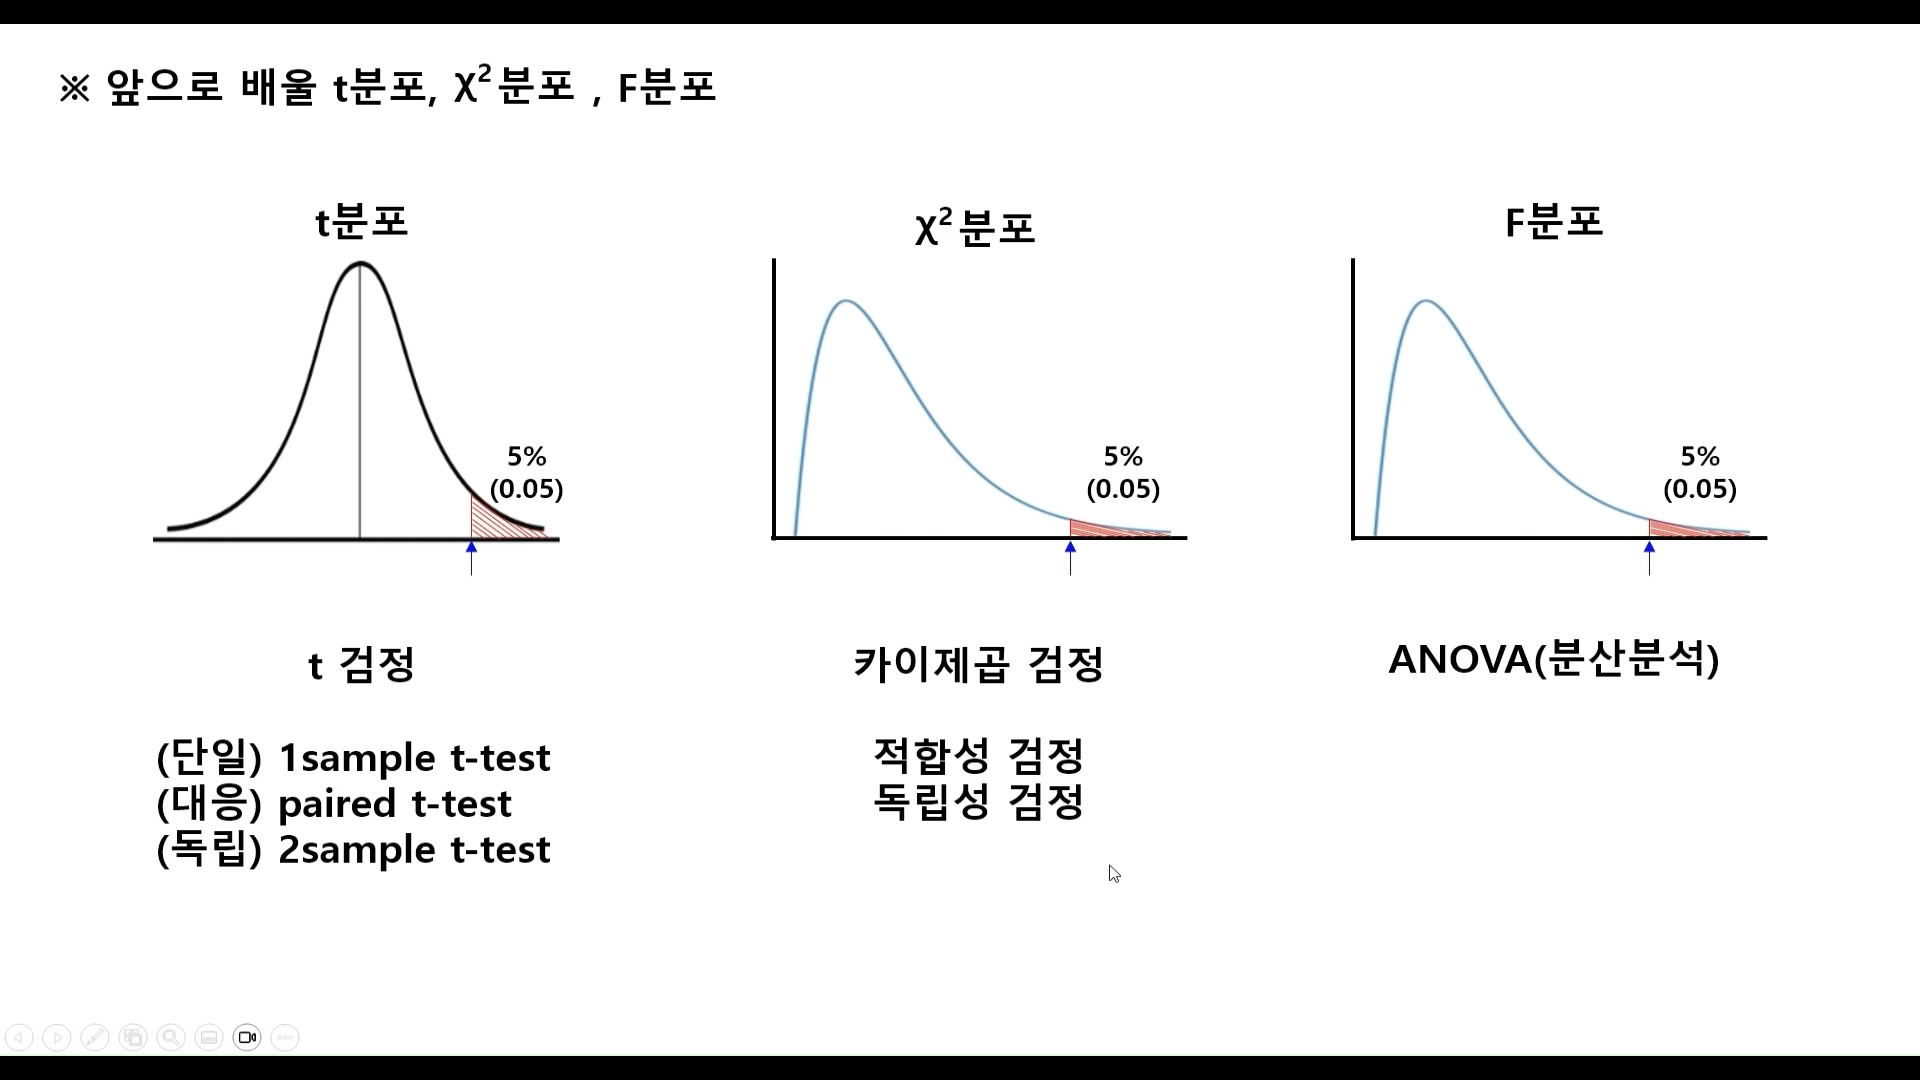 ※ 앞으로 배울 t분포, χ²분포 , F분포
t분포
χ²분포
F분포
5%
(0.05)
5%
(0.05)
5%
(0.05)
t 검정
카이제곱 검정
ANOVA(분산분석)
(단일) 1sample t-test
(대응) paired t-test
(독립) 2sample t-test
적합성 검정
독립성 검정